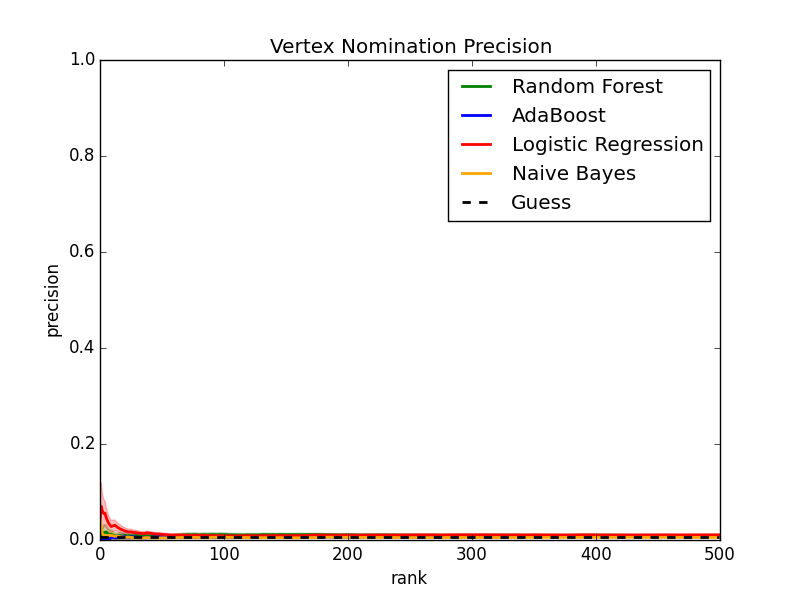 Vertex Nomination Precision
1.0
0.8
0.6
0.4
0.2
0.0
precision
Random Forest
AdaBoost
Logistic Regression
Naive Bayes
Guess
0 100 200 300 400 500
rank